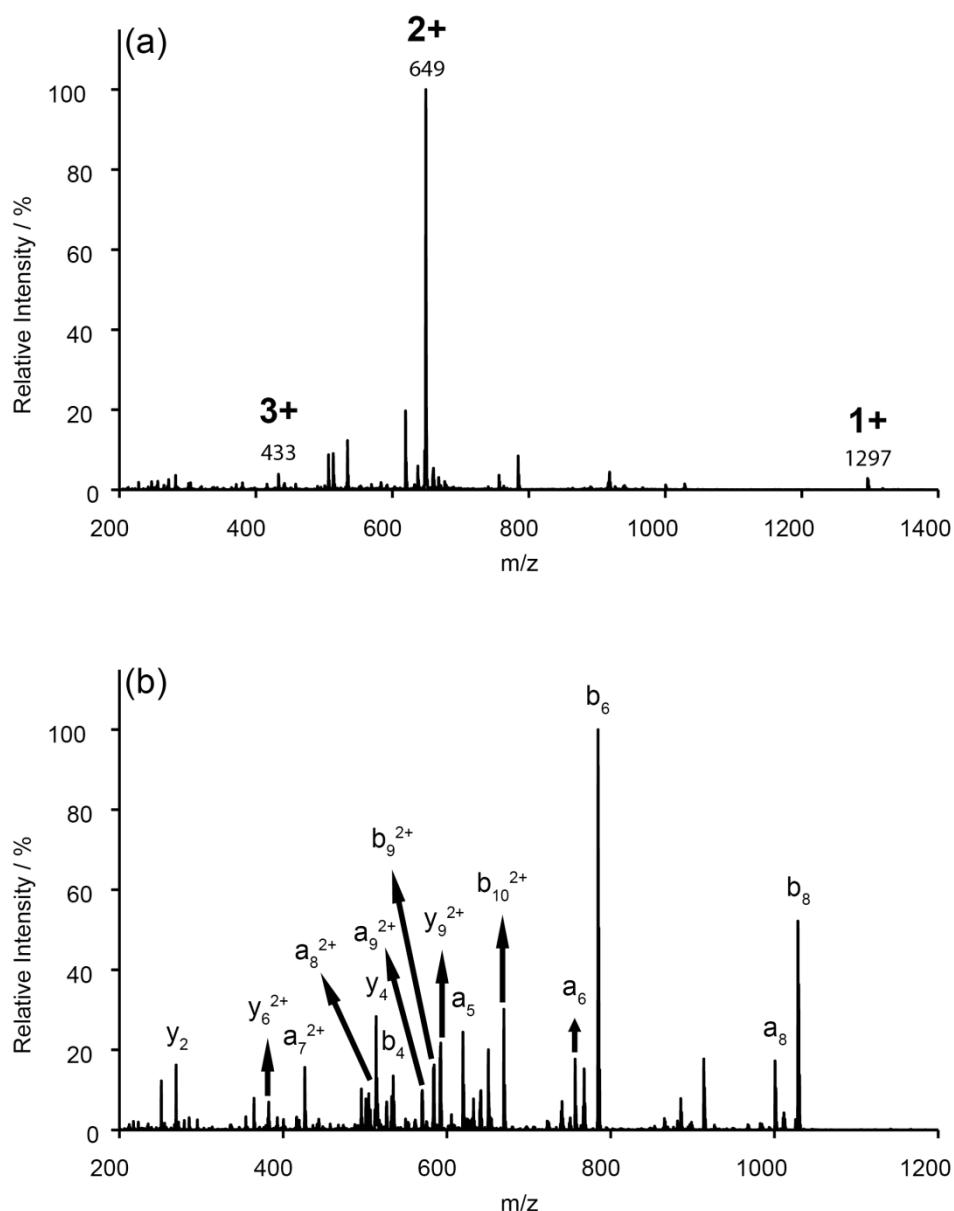 (a)
2+
649
100
80
60
40
20
0
Relative Intensity / %
3+
433
1+
1297
200 400 600 800 1000 1200 1400
m/z
(b)
b₆
100
80
60
40
20
0
Relative Intensity / %
b₉²⁺
b₁₀²⁺
b₈
y₉²⁺
a₉²⁺
a₈²⁺
y₄
a₅
a₆
y₆²⁺
a₇²⁺
b₄
y₂
a₈
200 400 600 800 1000 1200
m/z